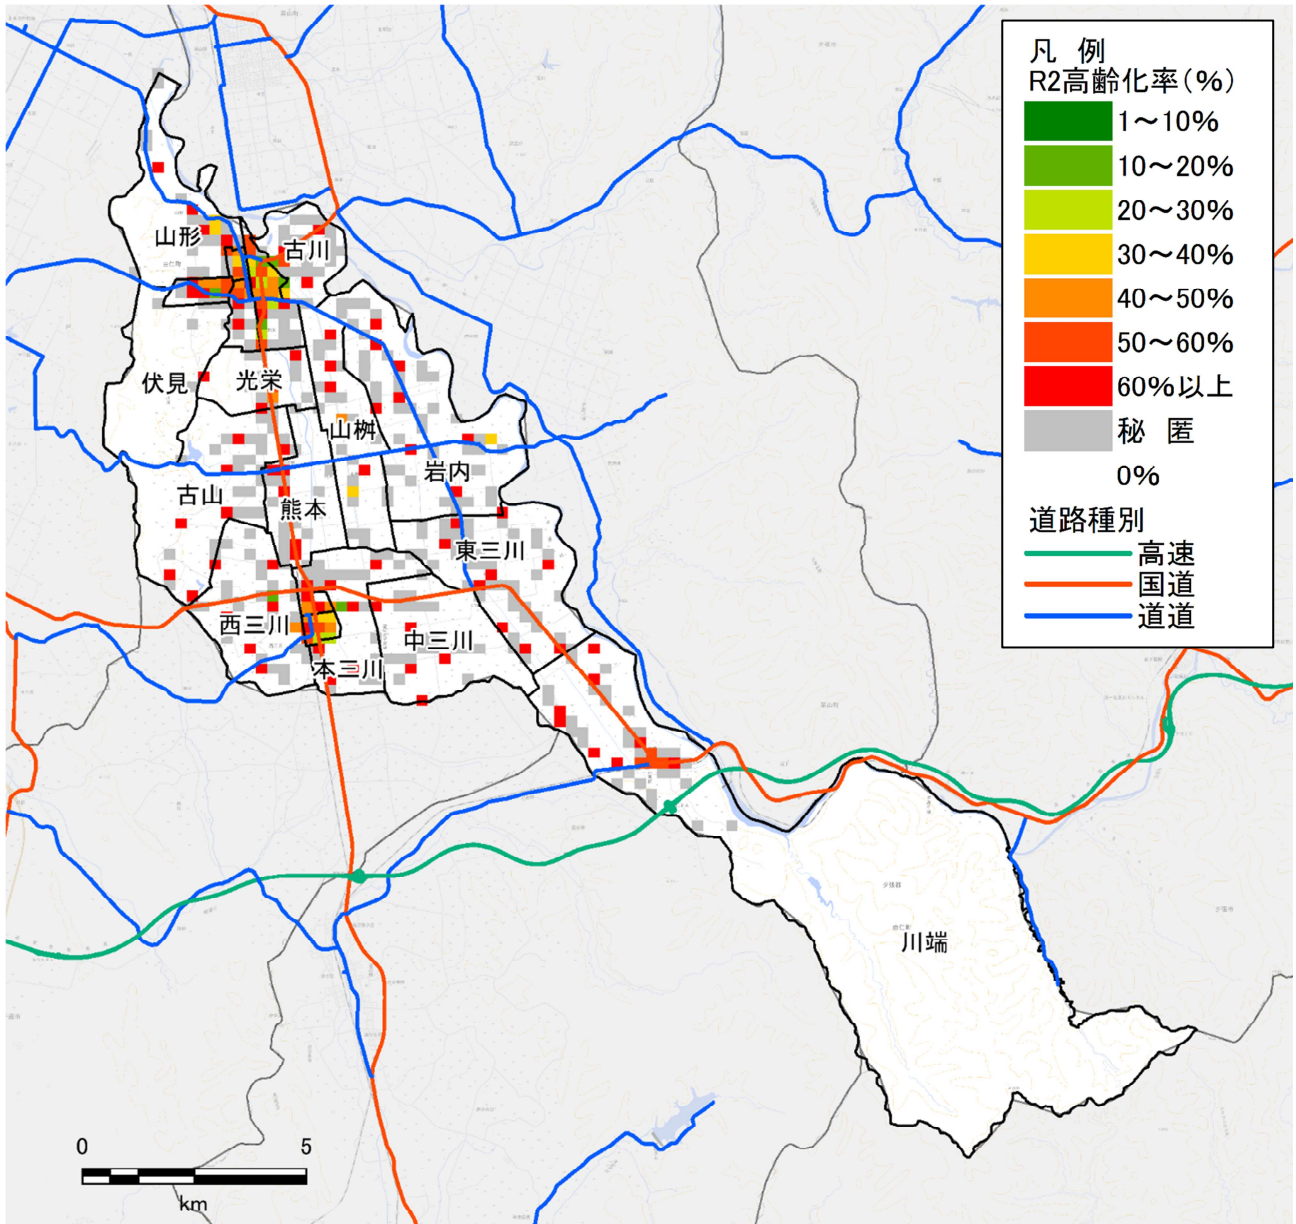 凡 例
R2高齢化率(%)
1～10%
10～20%
20～30%
30～40%
40～50%
50～60%
60%以上
秘 匿
0%
道路種別
高速
国道
道道
山形
古川
伏見
光栄
山桝
岩内
古山
熊本
東三川
西三川
中三川
本三川
川端
0 5
km